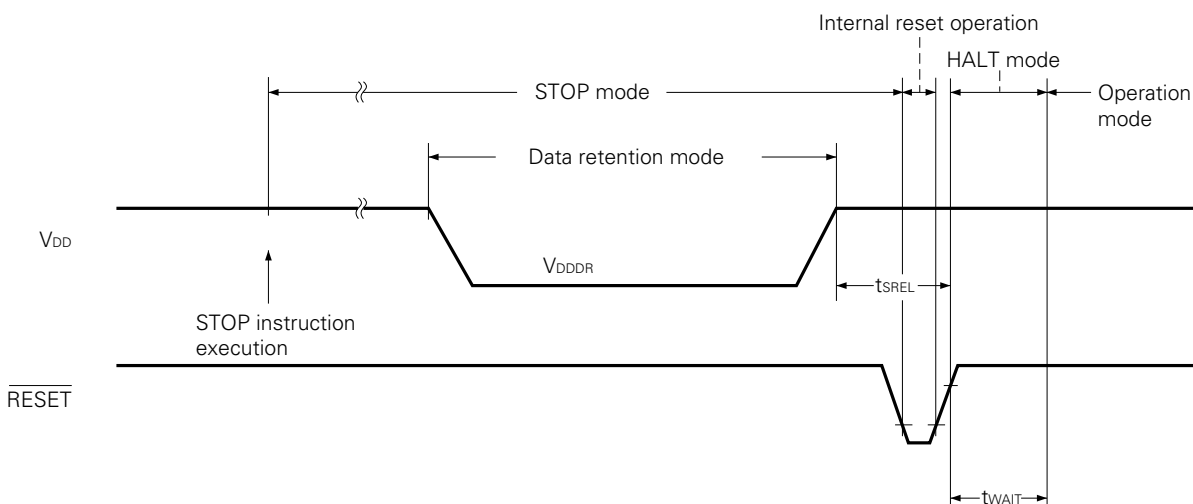 Internal reset operation
HALT mode
STOP mode
Operation
mode
Data retention mode
VDD
VDDDR
tSREL
STOP instruction
execution
RESET
tWAIT